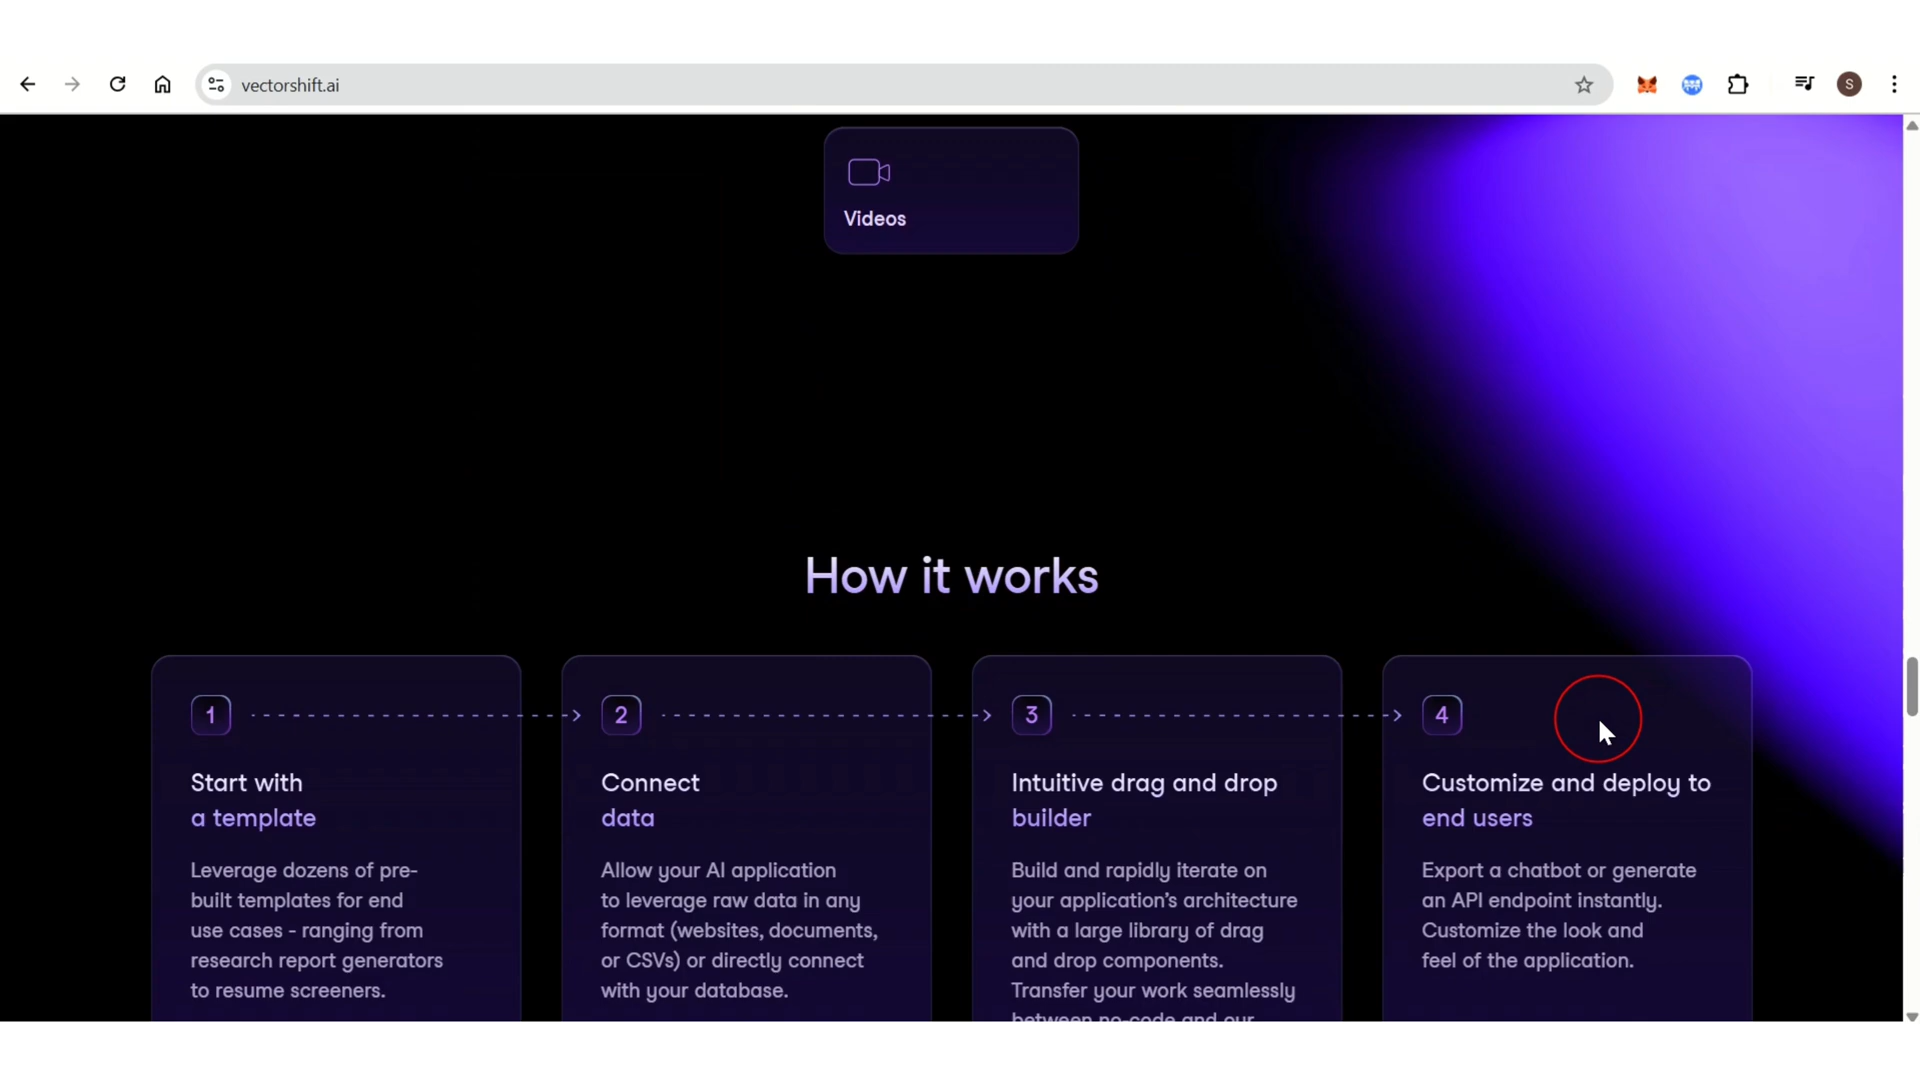 vectorshift.ai
S
Videos
How it works
1
Start with
a template
Leverage dozens of pre-
built templates for end
use cases - ranging from
research report generators
to resume screeners.
2
Connect
data
Allow your AI application
to leverage raw data in any
format (websites, documents,
or CSVs) or directly connect
with your database.
3
Intuitive drag and drop
builder
Build and rapidly iterate on
your application's architecture
with a large library of drag
and drop components.
Transfer your work seamlessly
between no-code and our
4
Customize and deploy to
end users
Export a chatbot or generate
an API endpoint instantly.
Customize the look and
feel of the application.